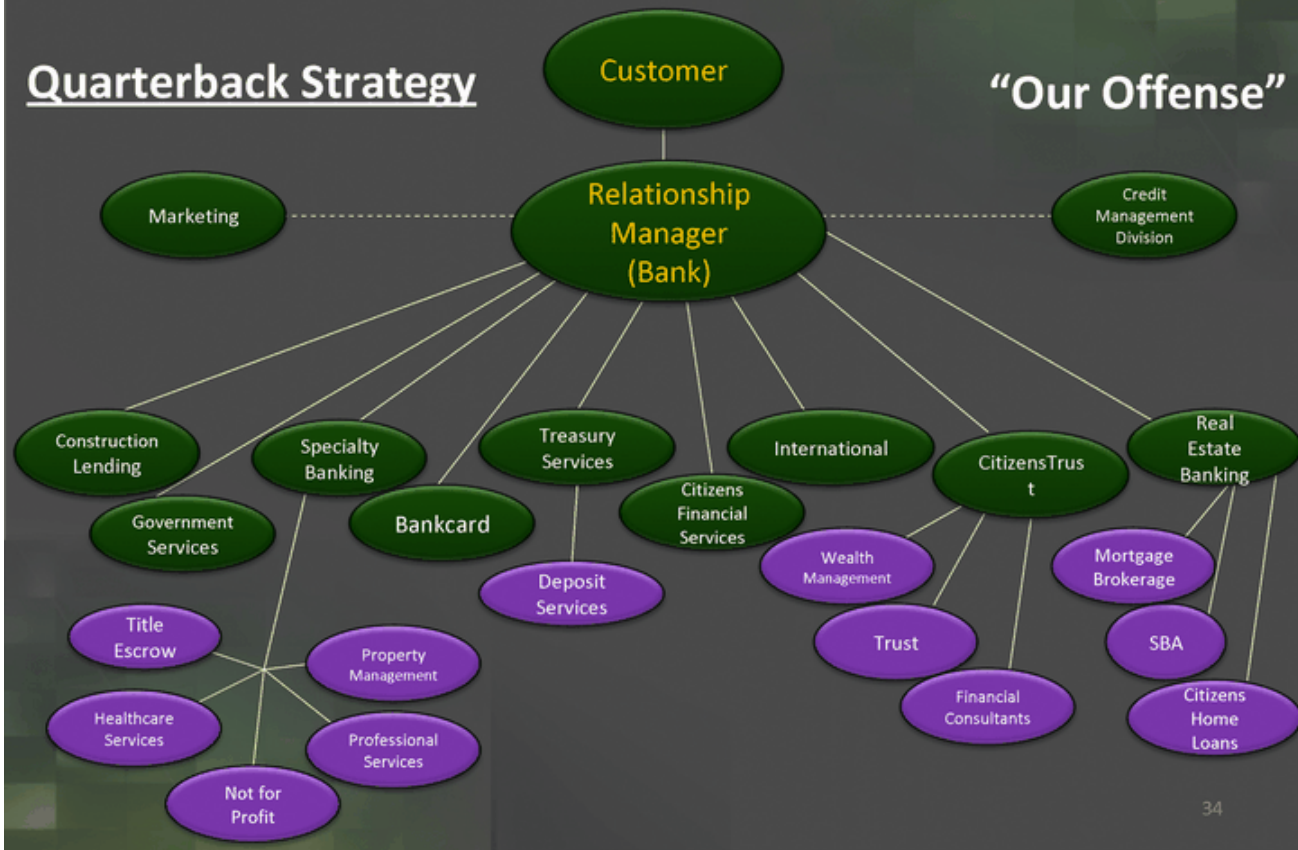 Quarterback Strategy
Customer
“Our Offense”
Marketing
Relationship
Manager
(Bank)
Credit
Management
Division
Construction
Lending
Government
Services
Specialty
Banking
Bankcard
Treasury
Services
Citizens
Financial
Services
International
CitizensTrus
t
Real
Estate
Banking
Deposit
Services
Wealth
Management
Trust
Financial
Consultants
Mortgage
Brokerage
SBA
Citizens
Home
Loans
Title
Escrow
Property
Management
Healthcare
Services
Professional
Services
Not for
Profit
34